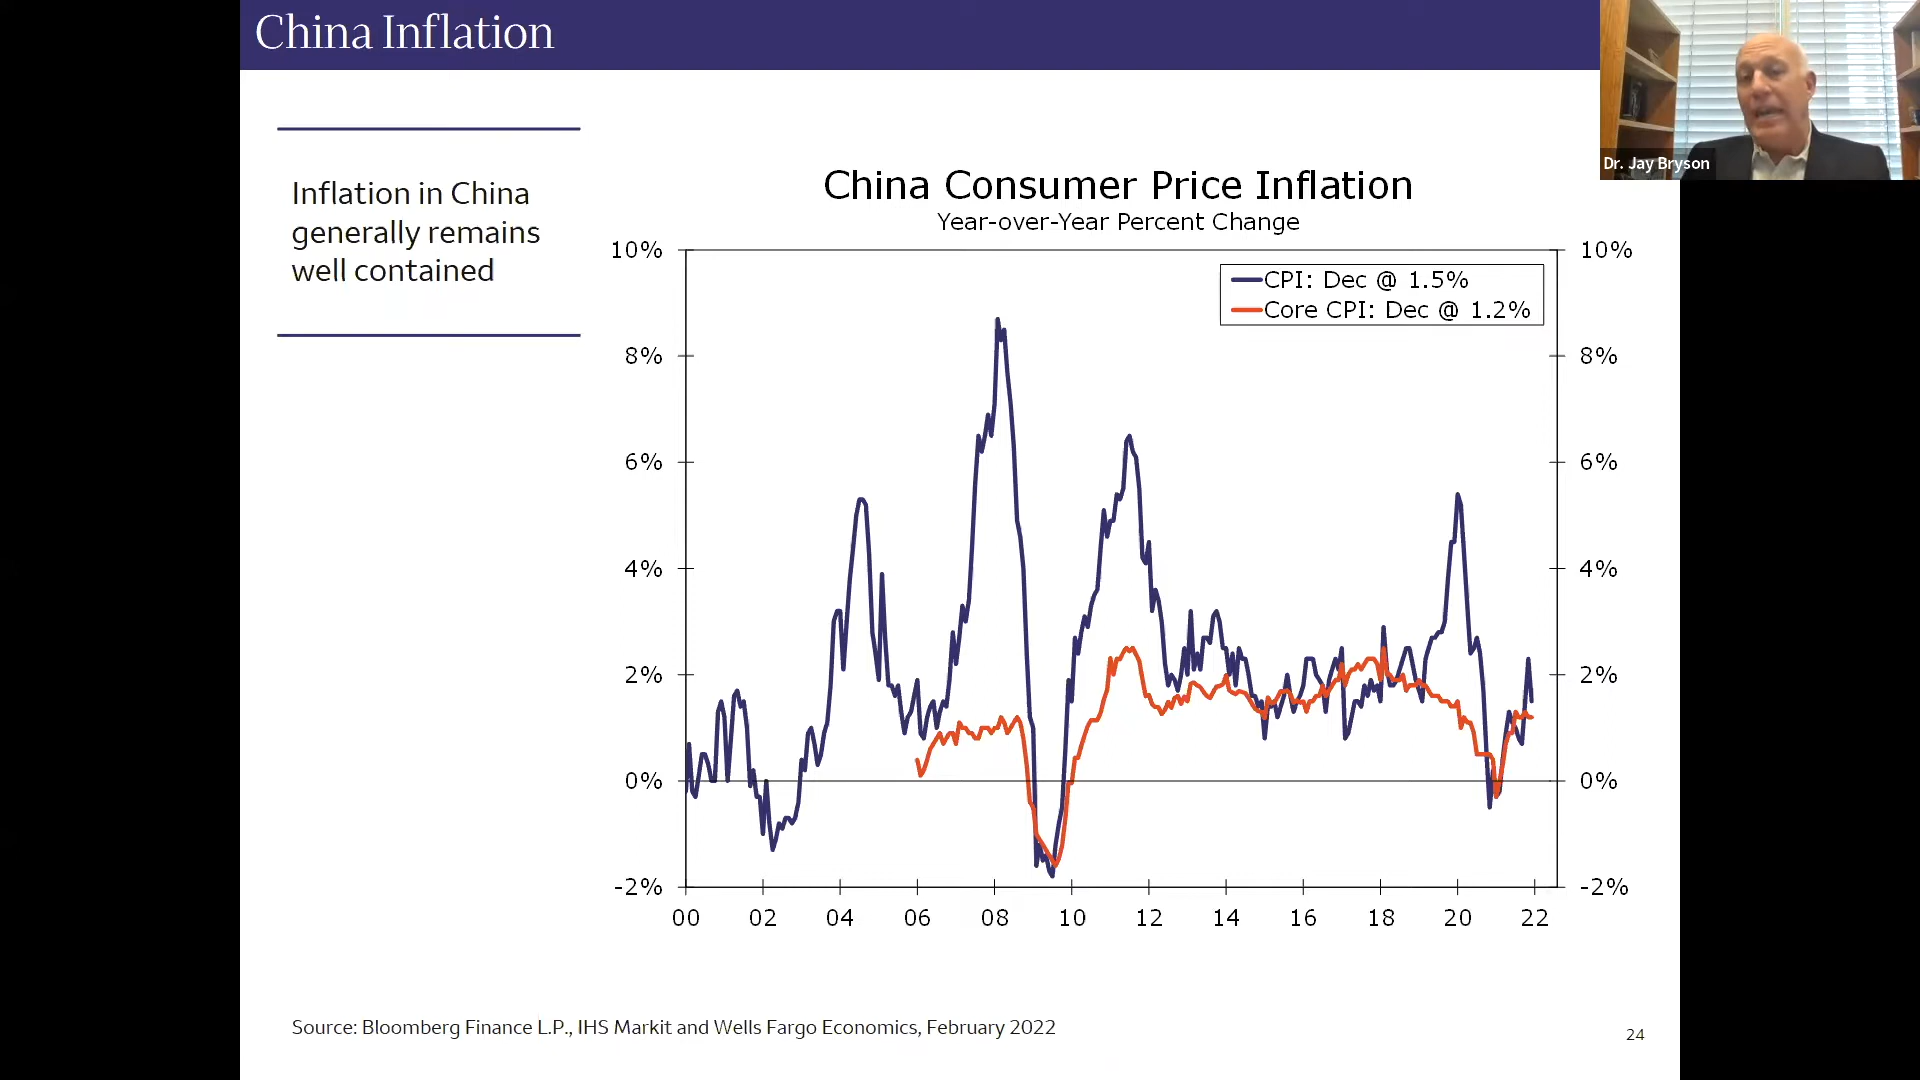 China Inflation
Dr. Jay Bryson
Inflation in China
generally remains
well contained
China Consumer Price Inflation
Year-over-Year Percent Change
10%
8%
6%
4%
2%
0%
-2%
10%
8%
6%
4%
2%
0%
-2%
CPI: Dec @ 1.5%
Core CPI: Dec @ 1.2%
00 02 04 06 08 10 12 14 16 18 20 22
Source: Bloomberg Finance L.P., IHS Markit and Wells Fargo Economics, February 2022
24